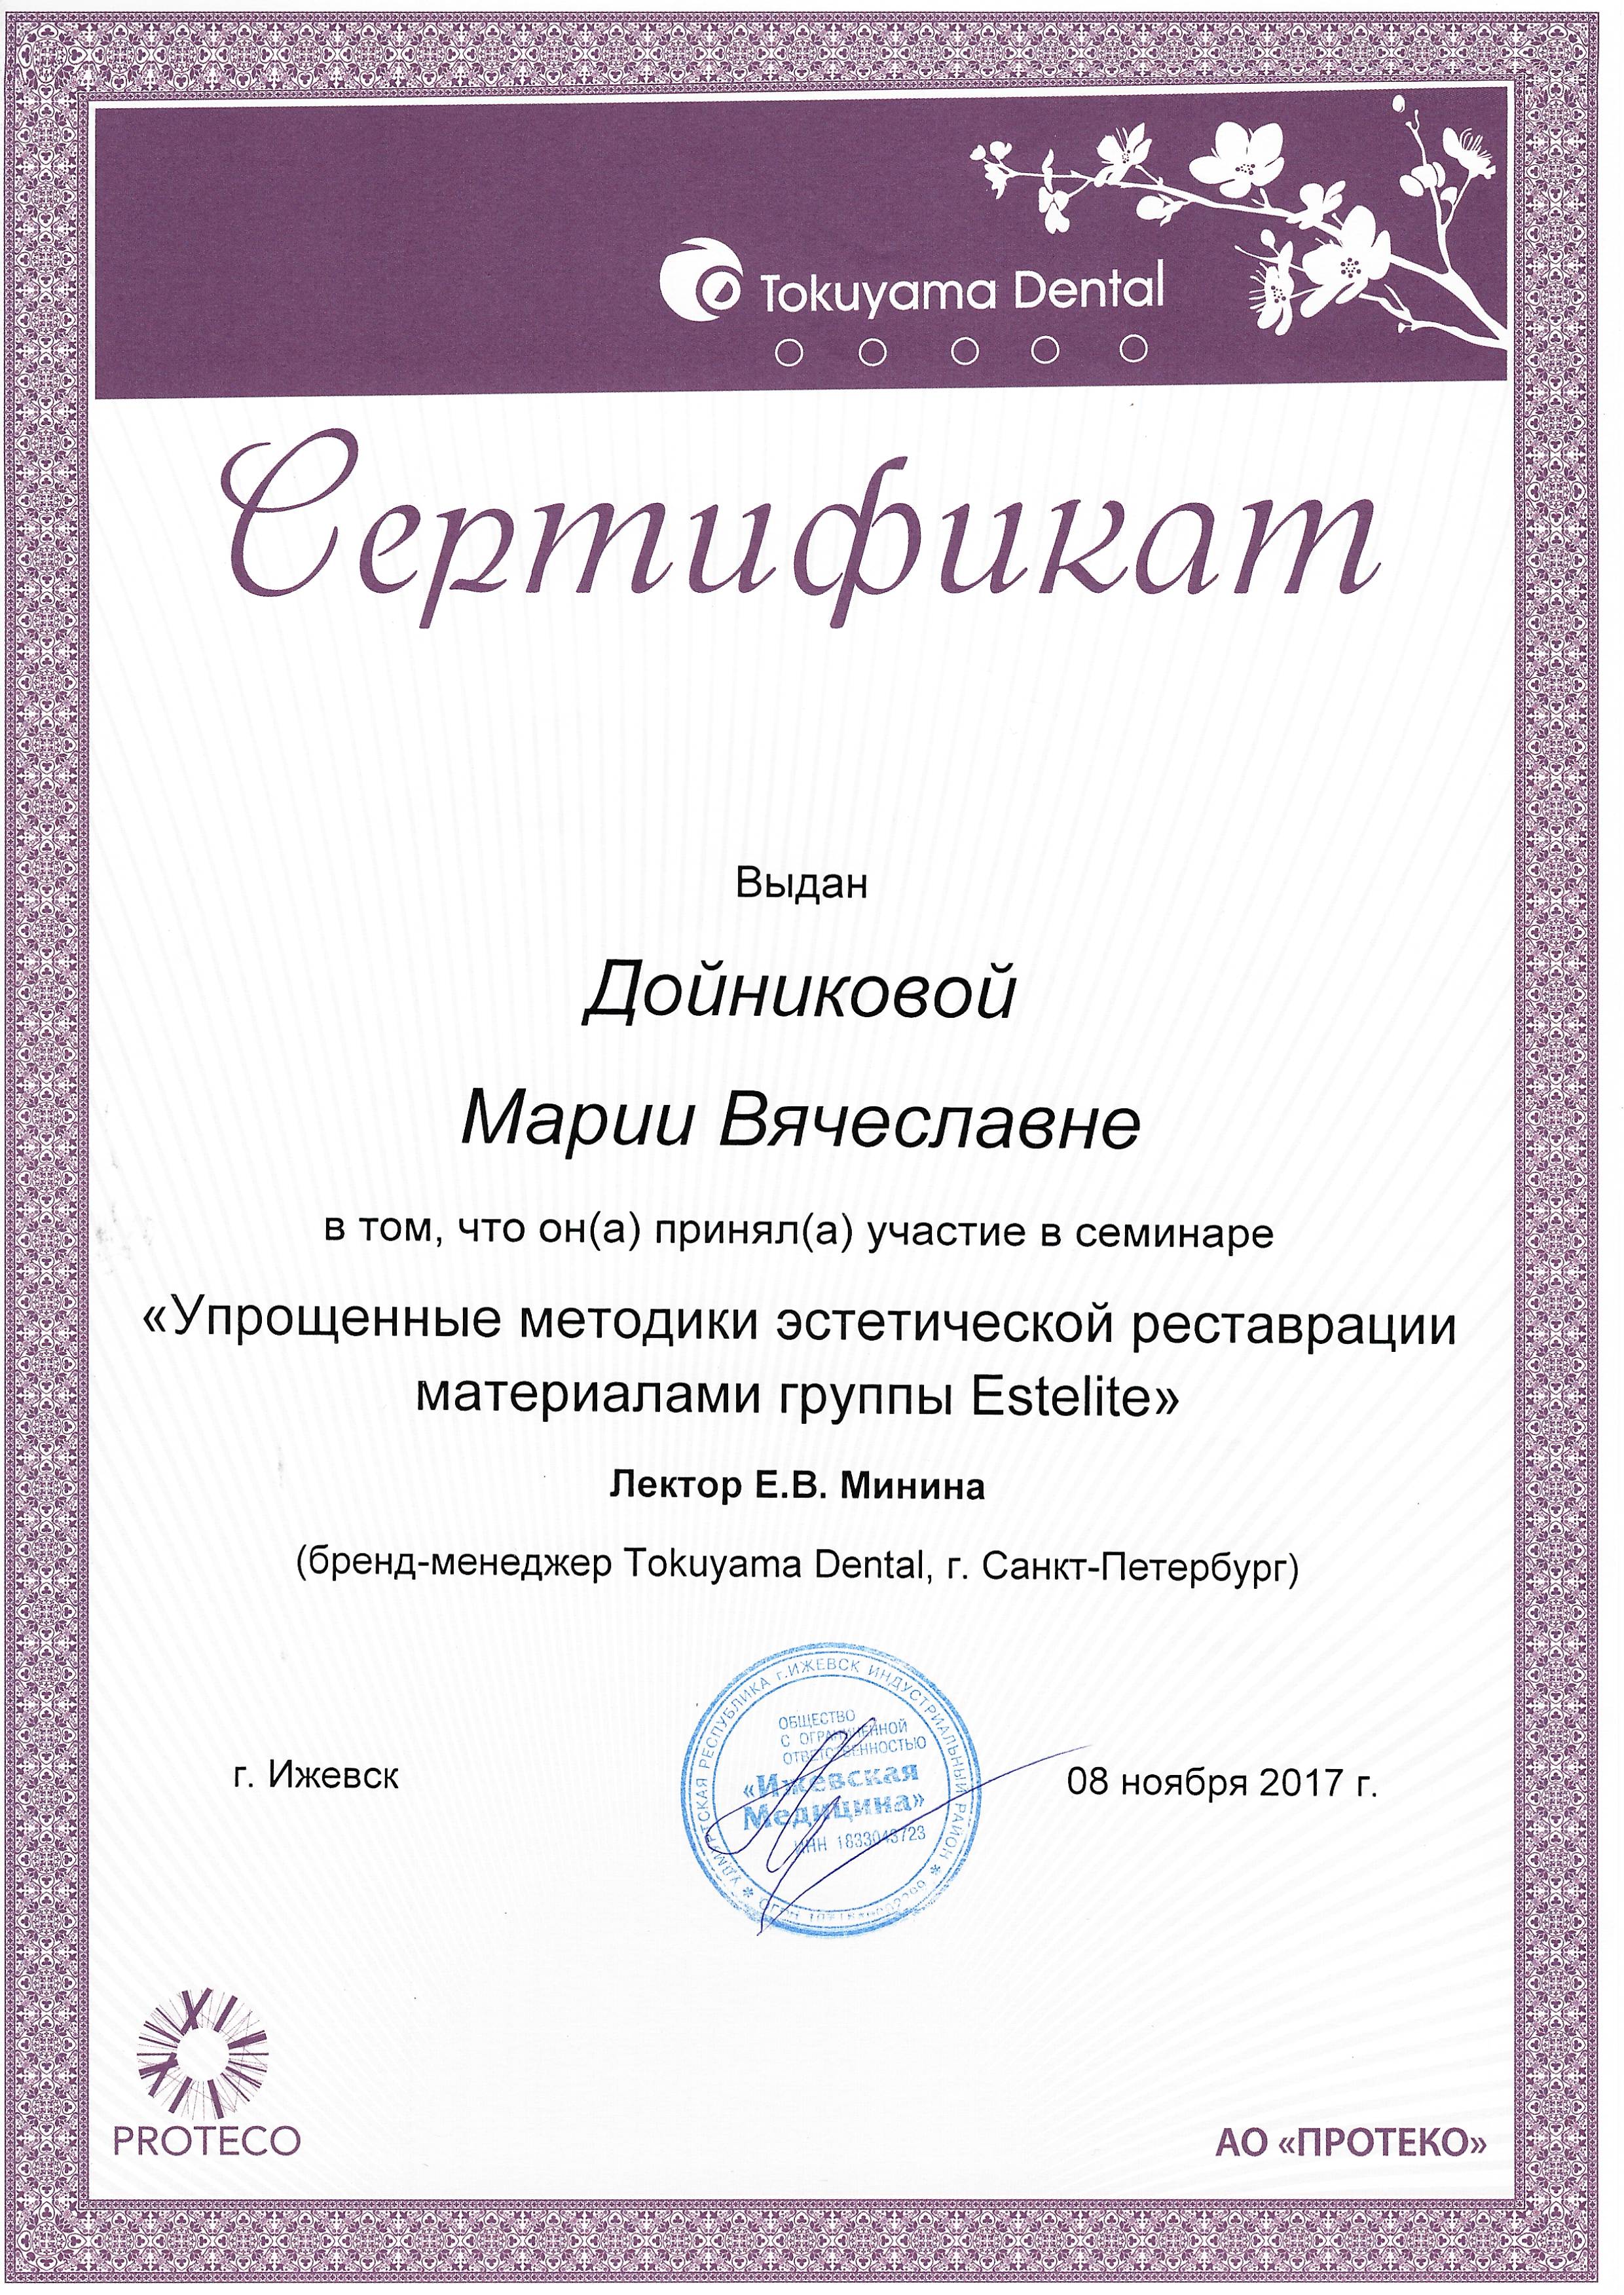 Tokuyama Dental
Сертификат
Выдан
Дойниковой
Марии Вячеславне
в том, что он(а) принял(а) участие в семинаре
«Упрощенные методики эстетической реставрации
материалами группы Estelite»
Лектор Е.В. Минина
(бренд-менеджер Tokuyama Dental, г. Санкт-Петербург)
г. Ижевск
УДМУРТСКАЯ РЕСПУБЛИКА г.ИЖЕВСК ИНДУСТРИАЛЬНЫЙ РАЙОН
ОГРН
ОБЩЕСТВО
С ОГРАНИЧЕННОЙ
ОТВЕТСТВЕННОСТЬЮ
«Ижевская
Медицина»
ИНН 1833043723
08 ноября 2017 г.
PROTECO
АО «ПРОТЕКО»